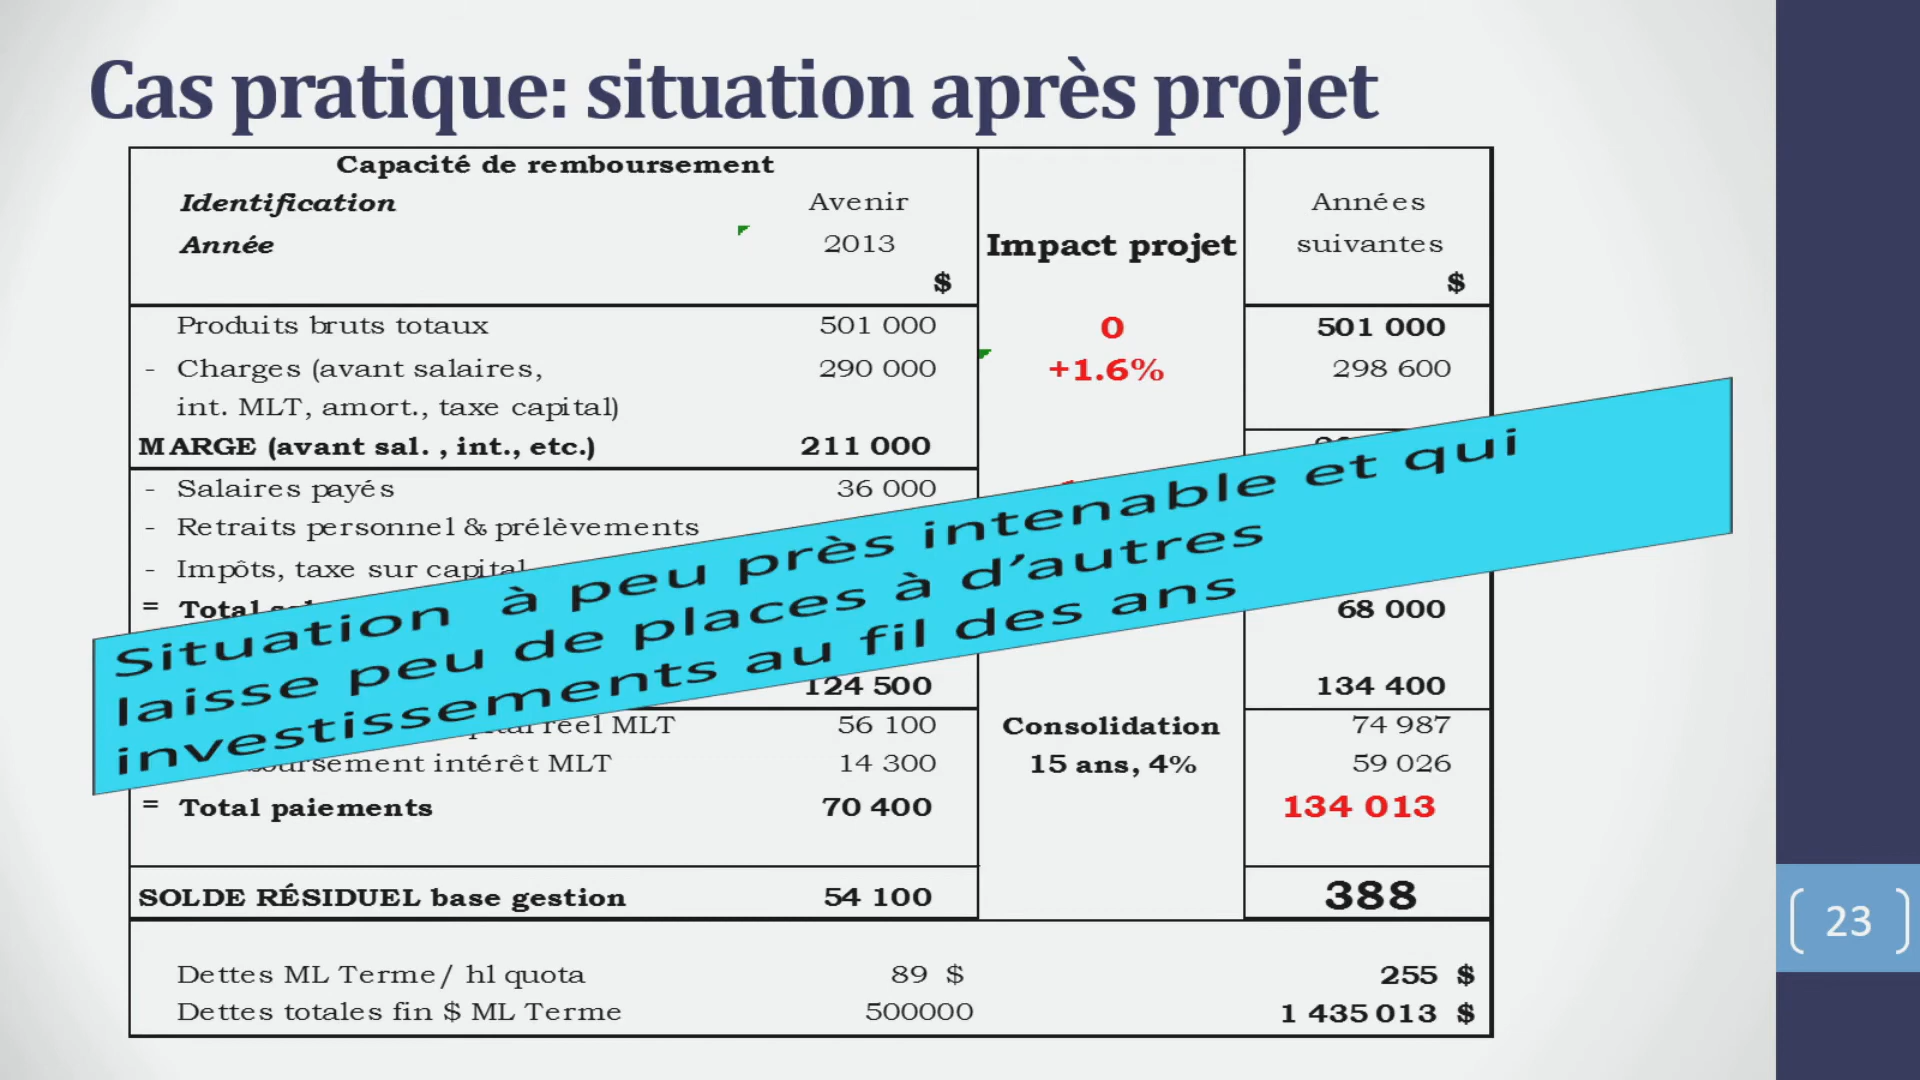 Cas pratique: situation après projet
Capacité de remboursement
Identification Avenir Années
Année 2013 Impact projet suivantes
$ $
Produits bruts totaux 501 000 0 501 000
- Charges (avant salaires, 290 000 +1.6% 298 600
int. MLT, amort., taxe capital)
MARGE (avant sal. , int., etc.) 211 000
- Salaires payés 36 000
- Retraits personnel & prélèvements
- Impôts, taxe sur capital
= Total 68 000
Situation à peu près intenable et qui
laisse peu de places à d’autres
investissements au fil des ans
124 500 134 400
réel MLT 56 100 Consolidation 74 987
intérêt MLT 14 300 15 ans, 4% 59 026
= Total paiements 70 400 134 013
SOLDE RÉSIDUEL base gestion 54 100 388
Dettes ML Terme/ hl quota 89 $ 255 $
Dettes totales fin $ ML Terme 500000 1 435 013 $
23